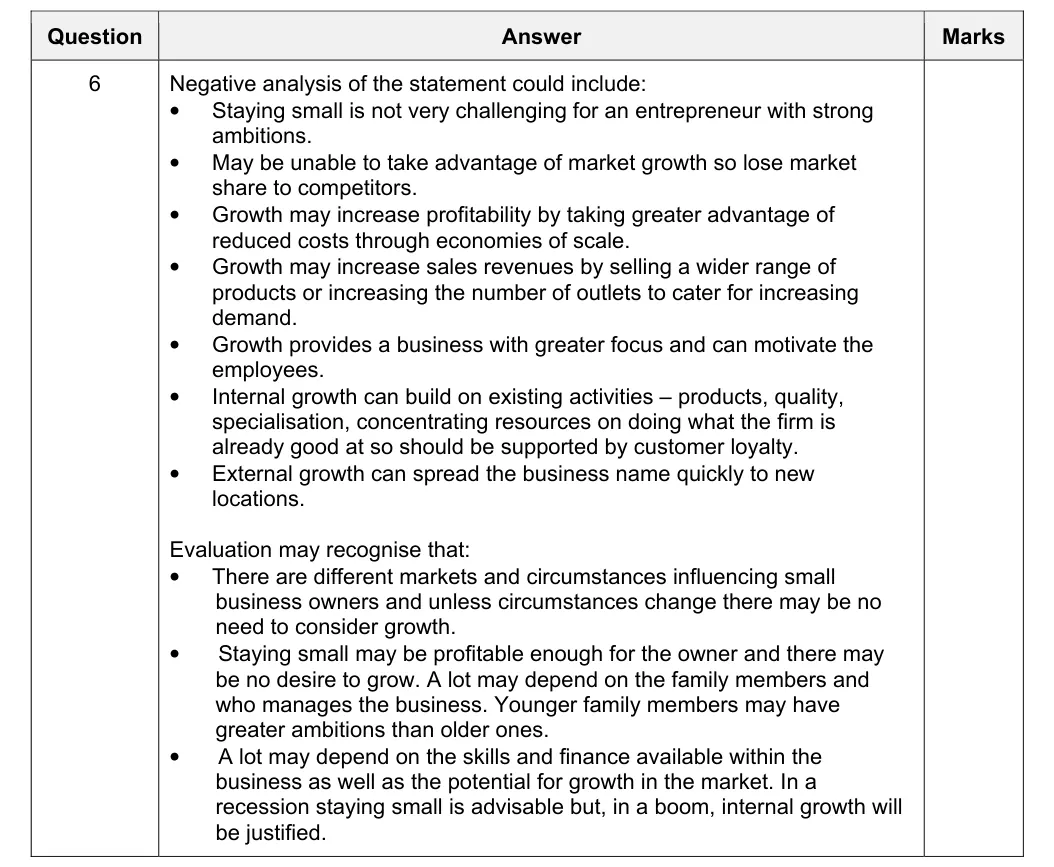 Question Answer Marks
6 Negative analysis of the statement could include:
• Staying small is not very challenging for an entrepreneur with strong
ambitions.
• May be unable to take advantage of market growth so lose market
share to competitors.
• Growth may increase profitability by taking greater advantage of
reduced costs through economies of scale.
• Growth may increase sales revenues by selling a wider range of
products or increasing the number of outlets to cater for increasing
demand.
• Growth provides a business with greater focus and can motivate the
employees.
• Internal growth can build on existing activities – products, quality,
specialisation, concentrating resources on doing what the firm is
already good at so should be supported by customer loyalty.
• External growth can spread the business name quickly to new
locations.
Evaluation may recognise that:
• There are different markets and circumstances influencing small
business owners and unless circumstances change there may be no
need to consider growth.
• Staying small may be profitable enough for the owner and there may
be no desire to grow. A lot may depend on the family members and
who manages the business. Younger family members may have
greater ambitions than older ones.
• A lot may depend on the skills and finance available within the
business as well as the potential for growth in the market. In a
recession staying small is advisable but, in a boom, internal growth will
be justified.